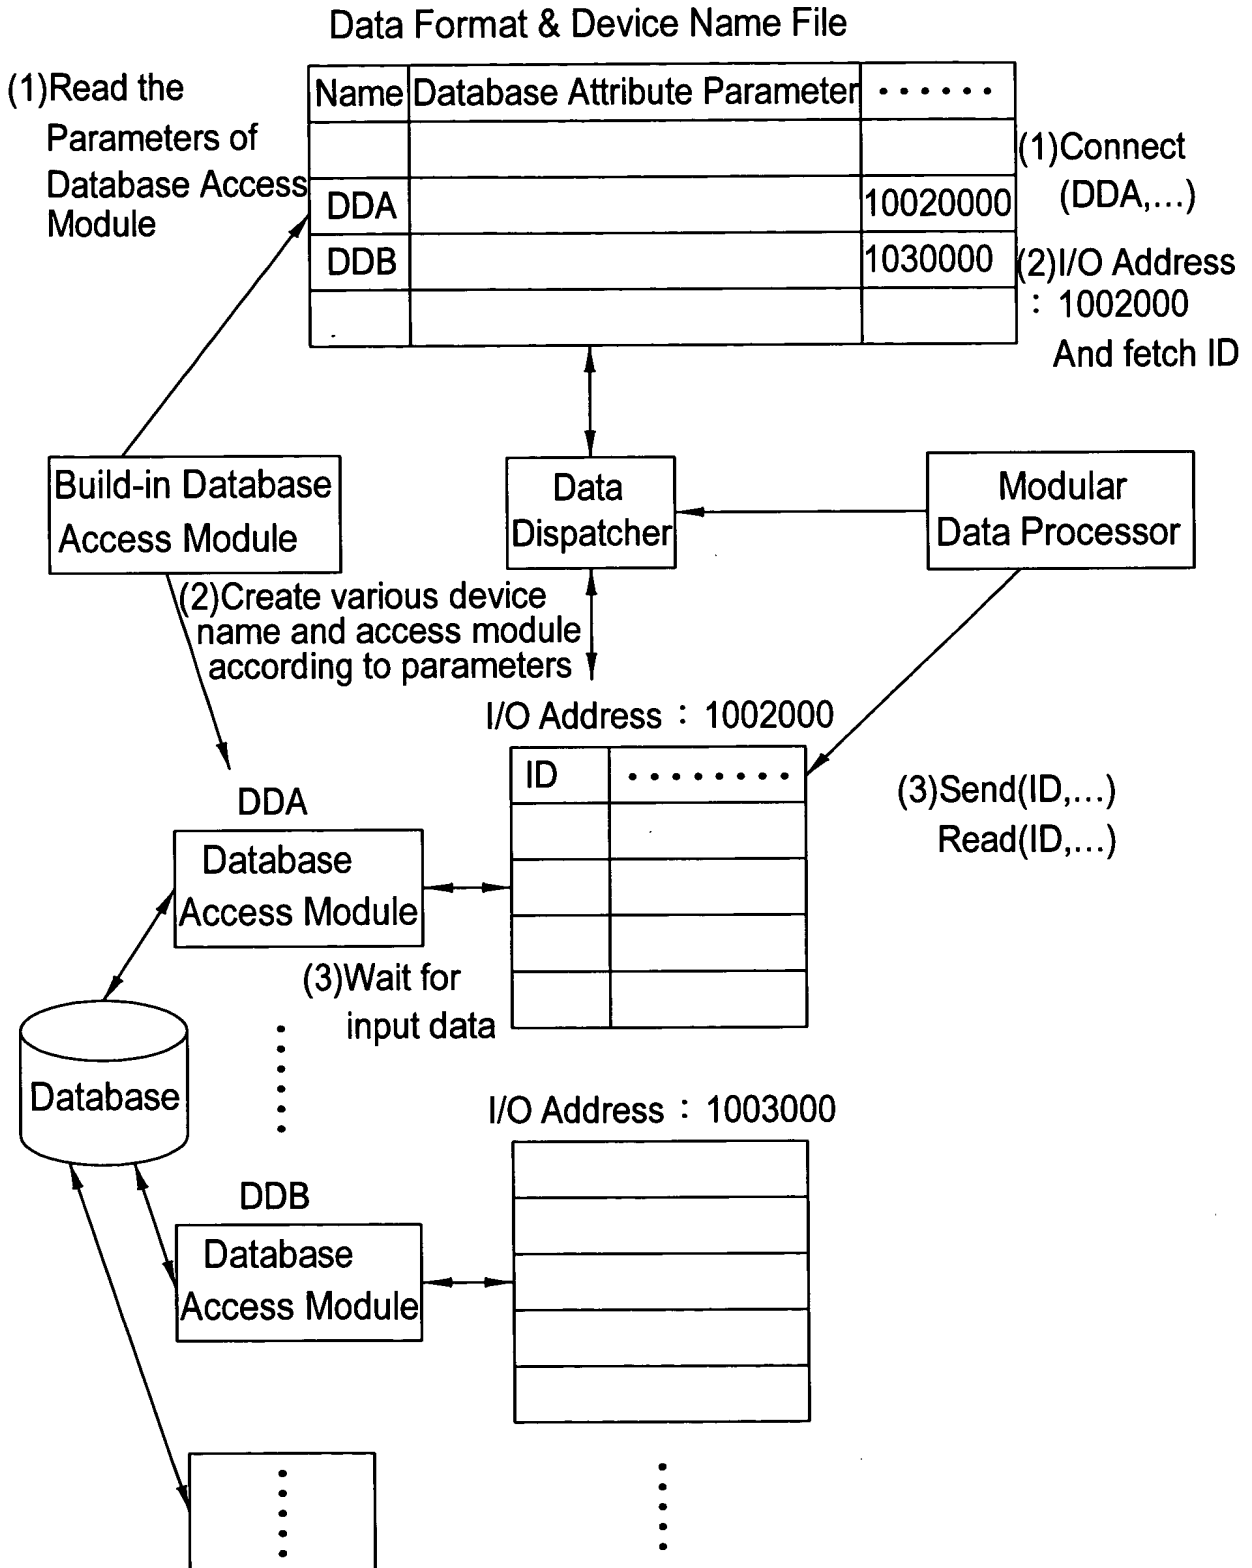 Data Format & Device Name File
(1)Read the
Parameters of
Database Access
Module
Name Database Attribute Parameter ······
DDA 10020000
DDB 1030000
(1)Connect
(DDA,...)
(2)I/O Address
: 1002000
And fetch ID
Build-in Database
Access Module
Data
Dispatcher
Modular
Data Processor
(2)Create various device
name and access module
according to parameters
I/O Address : 1002000
ID ········
(3)Send(ID,...)
Read(ID,...)
DDA
Database
Access Module
(3)Wait for
input data
Database
I/O Address : 1003000
DDB
Database
Access Module